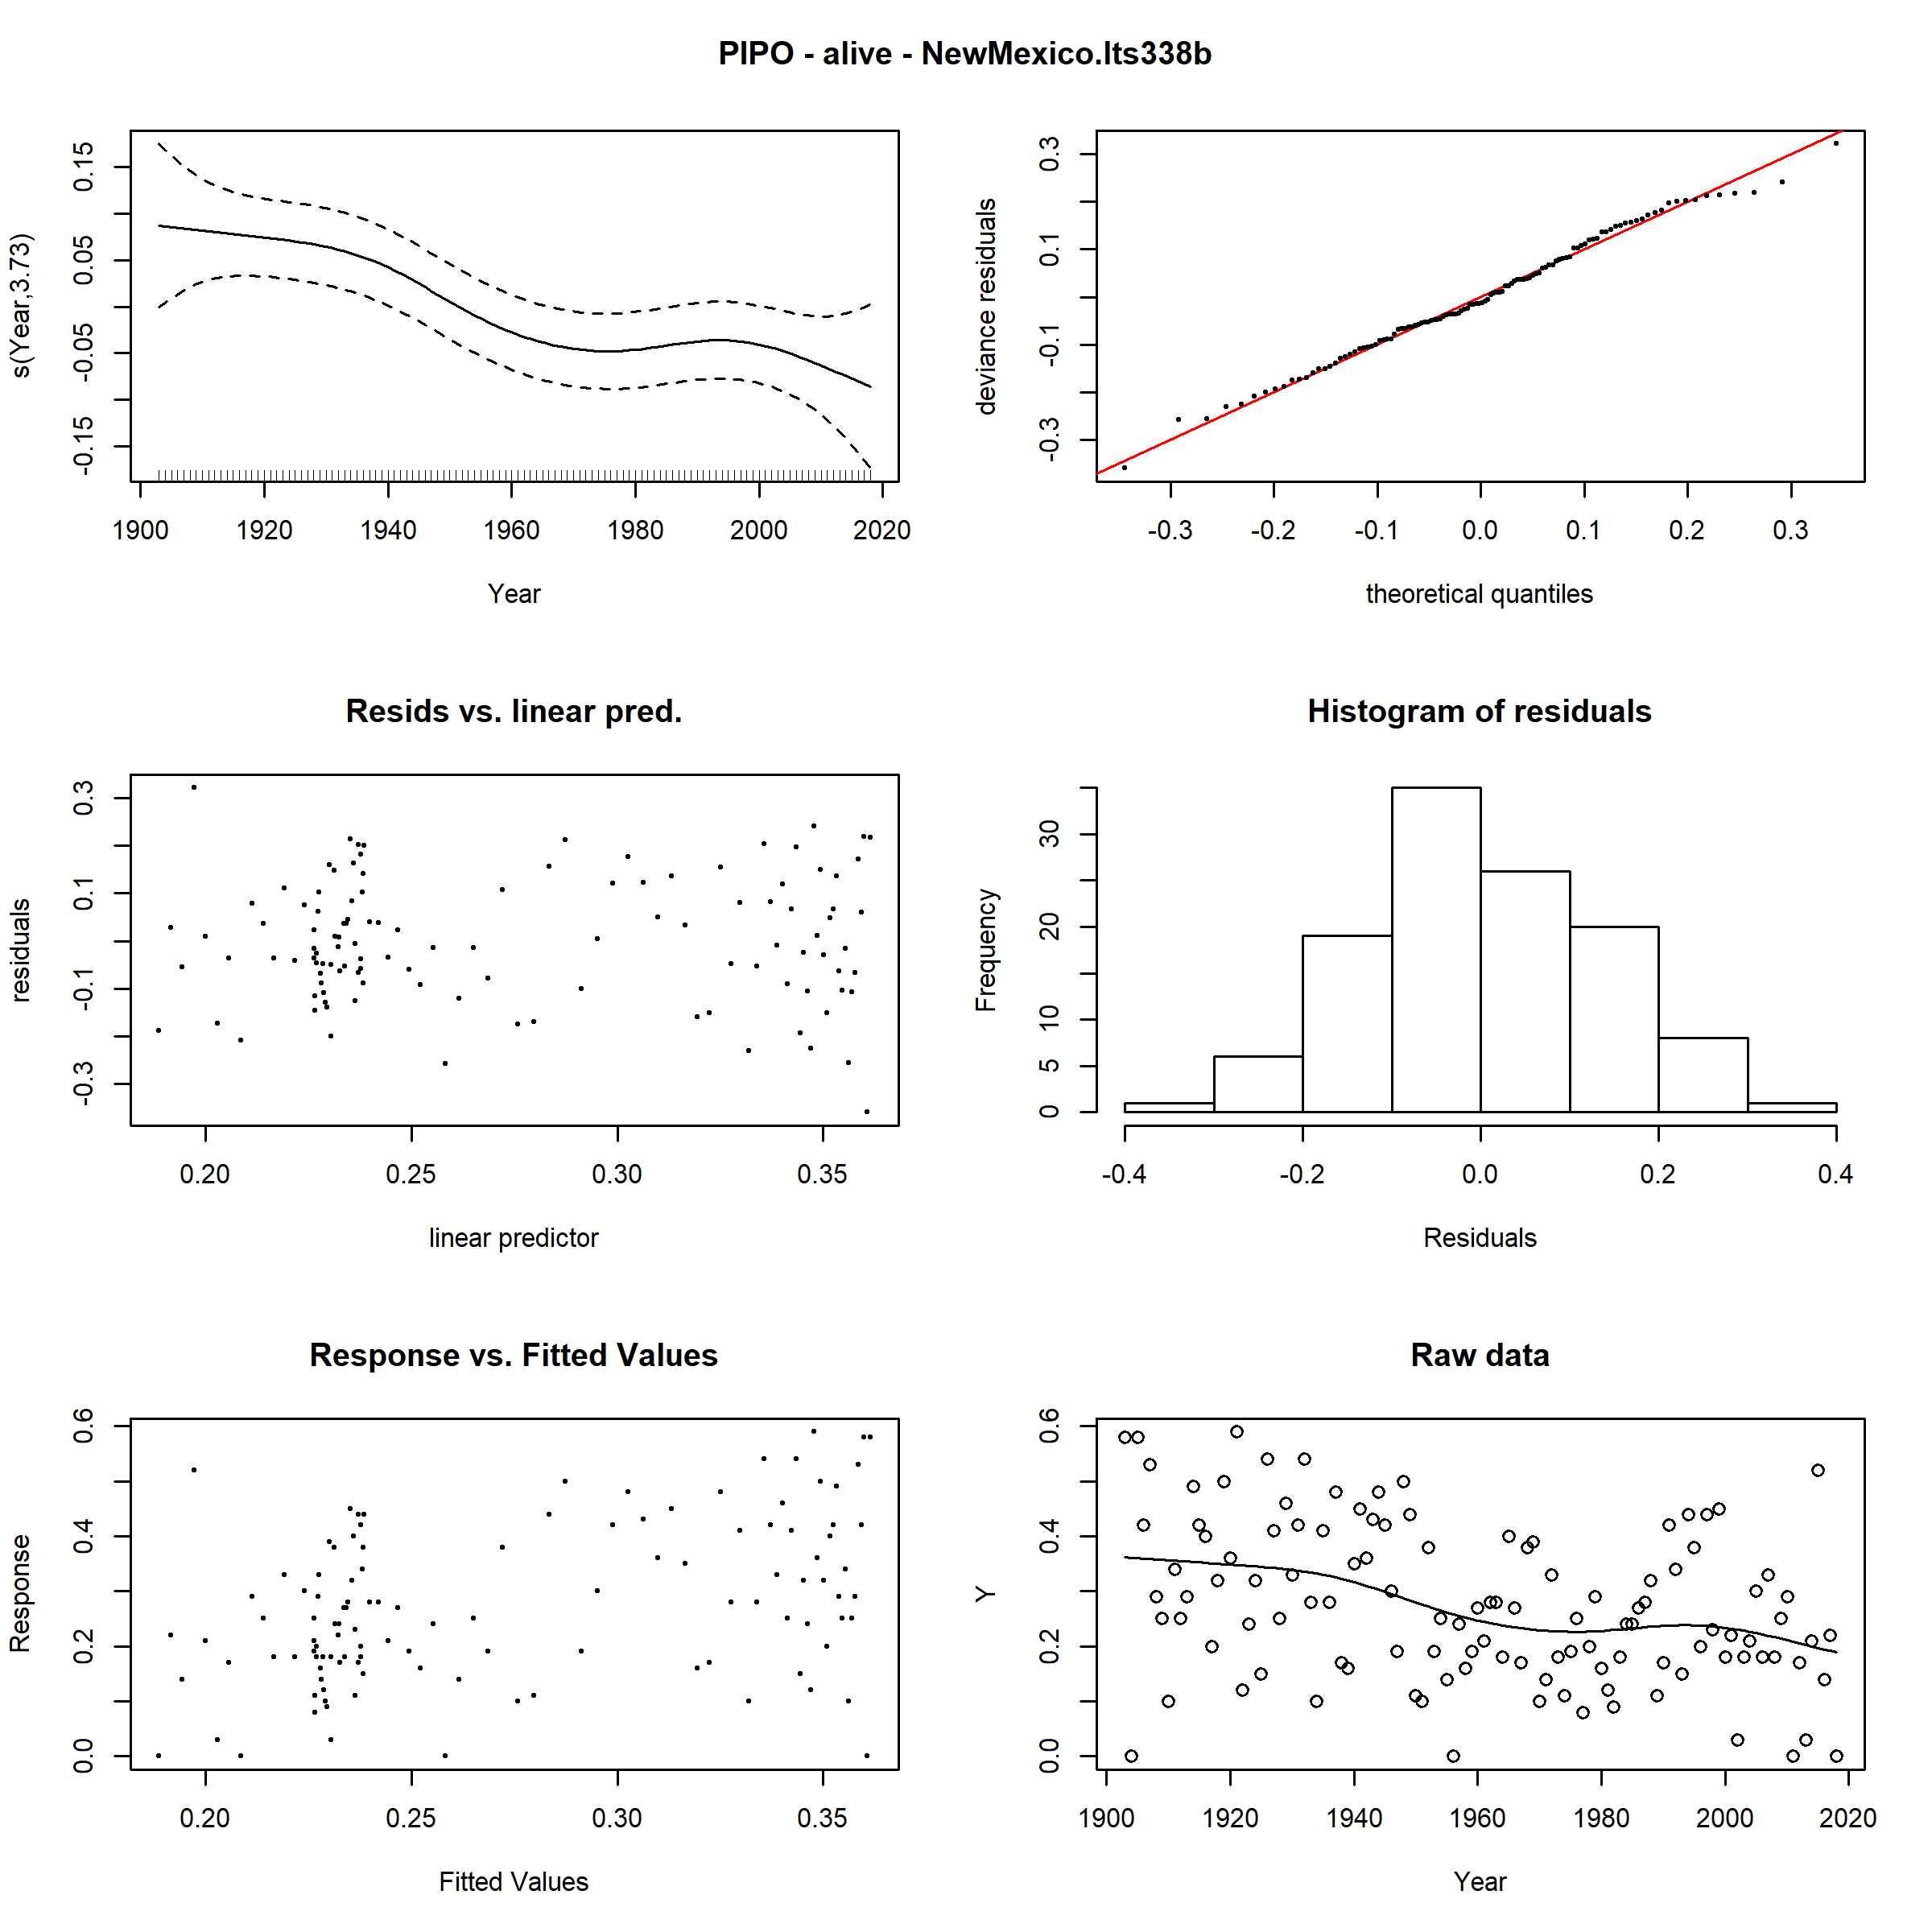 PIPO - alive - NewMexico.lts338b
s(Year,3.73)
0.15
0.05
-0.05
-0.15
1900 1920 1940 1960 1980 2000 2020
Year
deviance residuals
0.3
0.1
-0.1
-0.3
-0.3 -0.2 -0.1 0.0 0.1 0.2 0.3
theoretical quantiles
Resids vs. linear pred.
residuals
0.3
0.1
-0.1
-0.3
0.20 0.25 0.30 0.35
linear predictor
Histogram of residuals
Frequency
30
20
10
5
0
-0.4 -0.2 0.0 0.2 0.4
Residuals
Response vs. Fitted Values
Response
0.6
0.4
0.2
0.0
0.20 0.25 0.30 0.35
Fitted Values
Raw data
Y
0.6
0.4
0.2
0.0
1900 1920 1940 1960 1980 2000 2020
Year